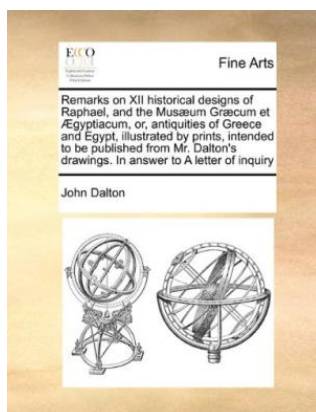 ECCO
Fine Arts
Remarks on XII historical designs of
Raphael, and the Musæum Græcum et
Ægyptiacum, or, antiquities of Greece
and Egypt, illustrated by prints, intended
to be published from Mr. Dalton's
drawings. In answer to A letter of inquiry
John Dalton